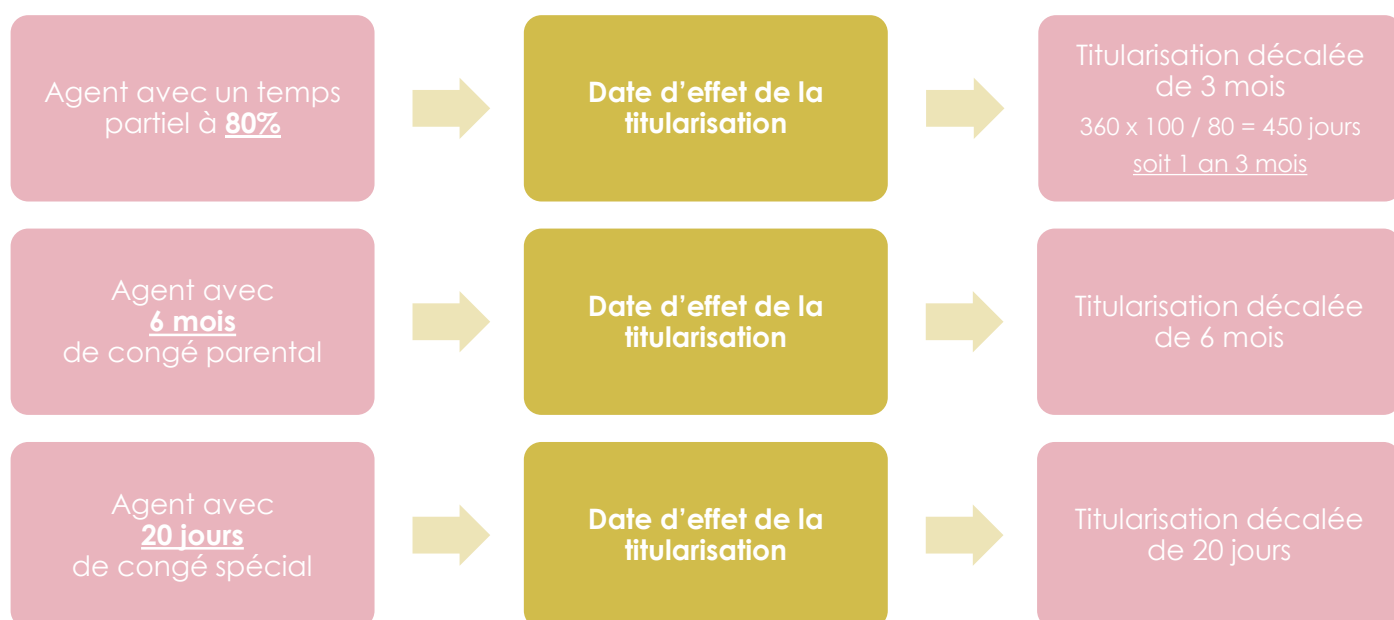 Agent avec un temps
partiel à 80%
Date d’effet de la
titularisation
Titularisation décalée
de 3 mois
360 x 100 / 80 = 450 jours
soit 1 an 3 mois
Agent avec
6 mois
de congé parental
Date d’effet de la
titularisation
Titularisation décalée
de 6 mois
Agent avec
20 jours
de congé spécial
Date d’effet de la
titularisation
Titularisation décalée
de 20 jours